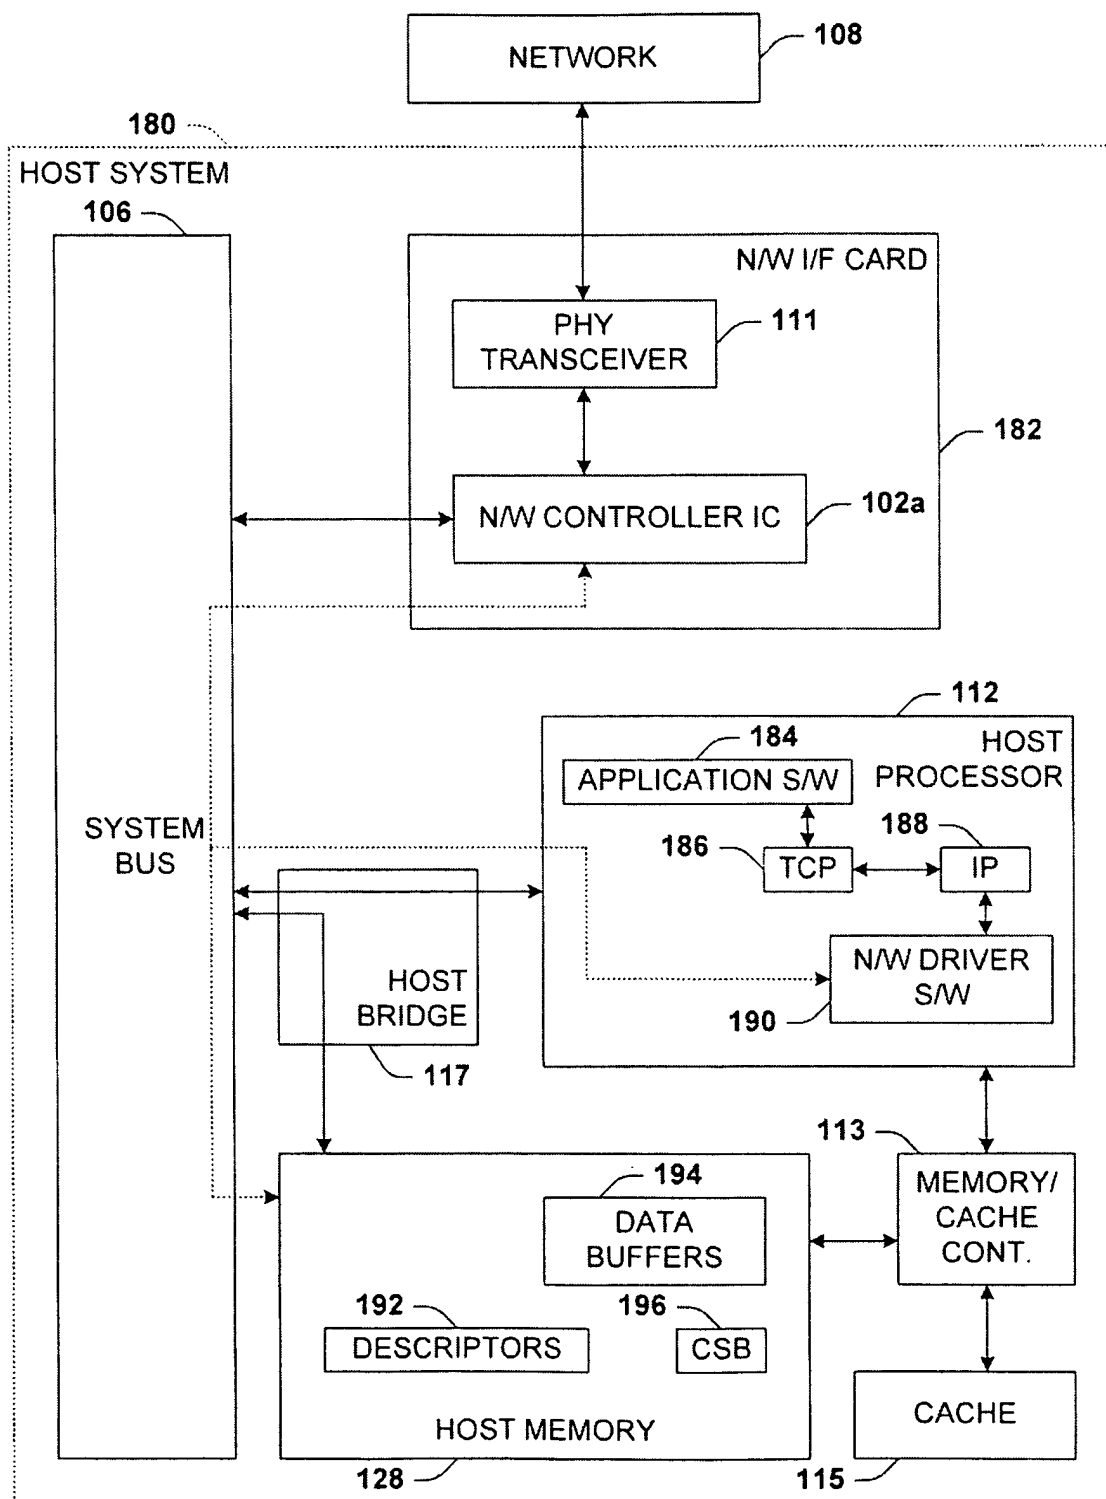 NETWORK
108
180
HOST SYSTEM
106
N/W I/F CARD
PHY
TRANSCEIVER
111
182
N/W CONTROLLER IC
102a
112
HOST
PROCESSOR
184
APPLICATION S/W
SYSTEM
BUS
186
TCP
188
IP
N/W DRIVER
S/W
190
HOST
BRIDGE
117
113
MEMORY/
CACHE
CONT.
194
DATA
BUFFERS
192
DESCRIPTORS
196
CSB
HOST MEMORY
128
CACHE
115